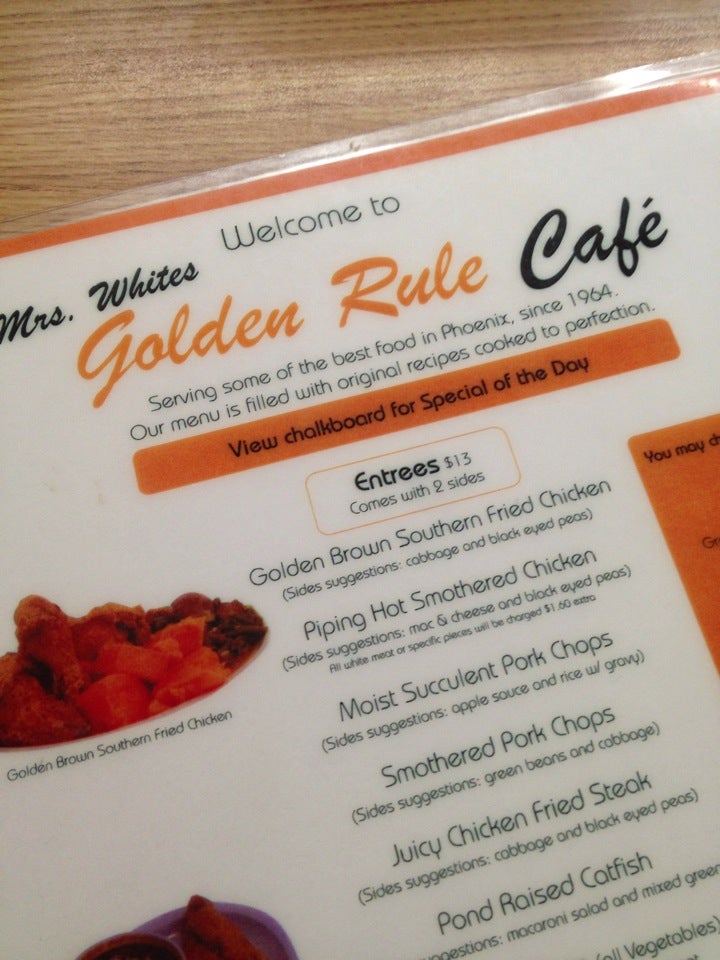 Welcome to
Mrs. Whites
Golden Rule Café
Serving some of the best food in Phoenix, since 1964.
Our menu is filled with original recipes cooked to perfection.
View chalkboard for Special of the Day
Entrees $13
Comes with 2 sides
You may
Golden Brown Southern Fried Chicken
(Sides suggestions: cabbage and black eyed peas)
Piping Hot Smothered Chicken
(Sides suggestions: mac & cheese and black eyed peas)
All white meat or specific pieces will be charged $1.60 extra
Moist Succulent Pork Chops
(Sides suggestions: apple sauce and rice w/ gravy)
Smothered Pork Chops
(Sides suggestions: green beans and cabbage)
Juicy Chicken Fried Steak
(Sides suggestions: cabbage and black eyed peas)
Pond Raised Catfish
suggestions: macaroni salad and mixed green
(all Vegetables)
Golden Brown Southern Fried Chicken